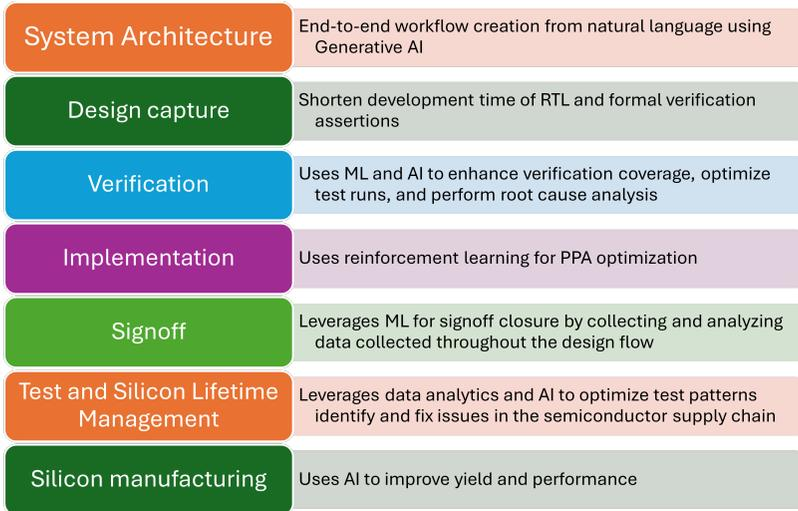 System Architecture
End-to-end workflow creation from natural language using
Generative AI
Design capture
Shorten development time of RTL and formal verification
assertions
Verification
Uses ML and AI to enhance verification coverage, optimize
test runs, and perform root cause analysis
Implementation
Uses reinforcement learning for PPA optimization
Signoff
Leverages ML for signoff closure by collecting and analyzing
data collected throughout the design flow
Test and Silicon Lifetime
Management
Leverages data analytics and AI to optimize test patterns
identify and fix issues in the semiconductor supply chain
Silicon manufacturing
Uses AI to improve yield and performance